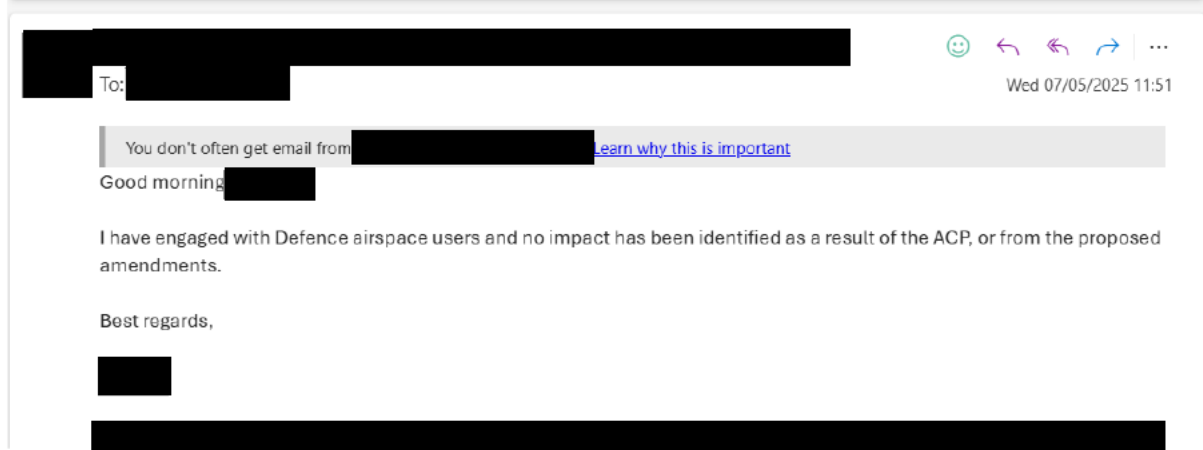 To:
Wed 07/05/2025 11:51
You don't often get email from Learn why this is important
Good morning
I have engaged with Defence airspace users and no impact has been identified as a result of the ACP, or from the proposed
amendments.
Best regards,